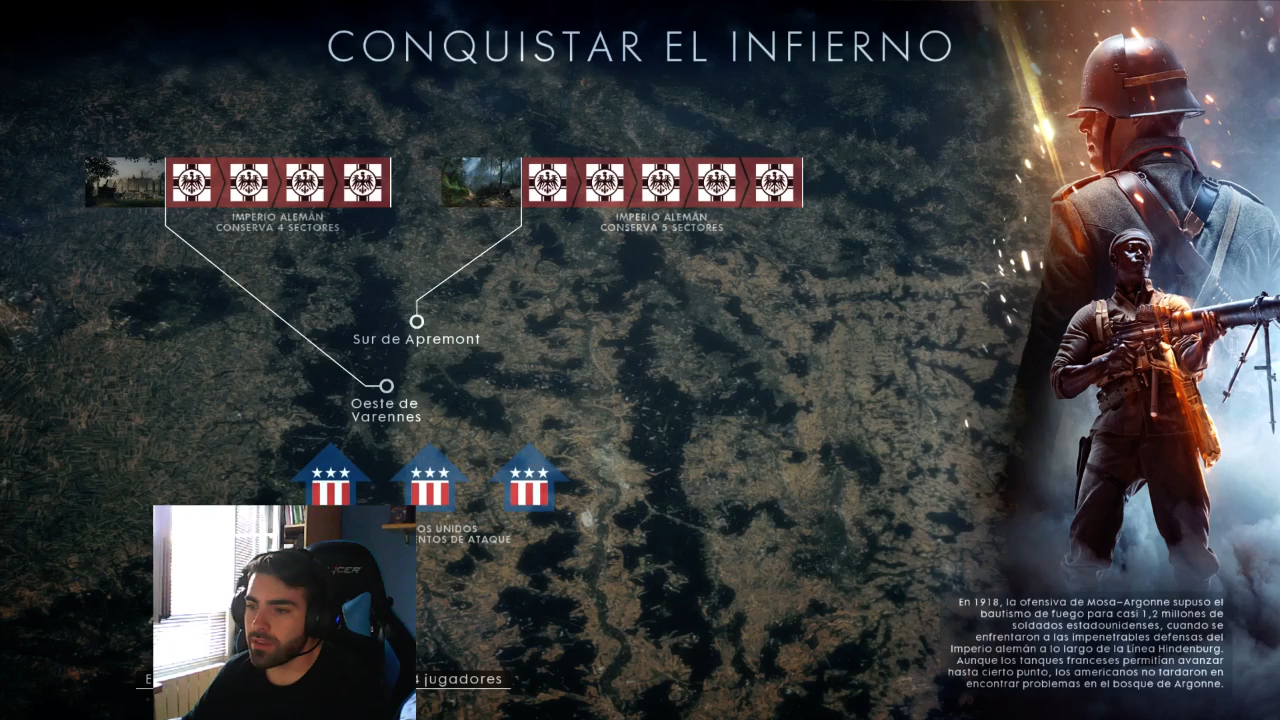 CONQUISTAR EL INFIERNO
IMPERIO ALEMÁN
CONSERVA 4 SECTORES
IMPERIO ALEMÁN
CONSERVA 5 SECTORES
Sur de Apremont
Oeste de
Varennes
UNIDOS
DE ATAQUE
jugadores
En 1918, la ofensiva de Mosa-Argonne supuso el
bautismo de fuego para casi 1,2 millones de
soldados estadounidenses, cuando se
enfrentaron a las impenetrables defensas del
Imperio alemán a lo largo de la Línea Hindenburg.
Aunque los tanques franceses permitían avanzar
hasta cierto punto, los americanos no tardaron en
encontrar problemas en el bosque de Argonne.